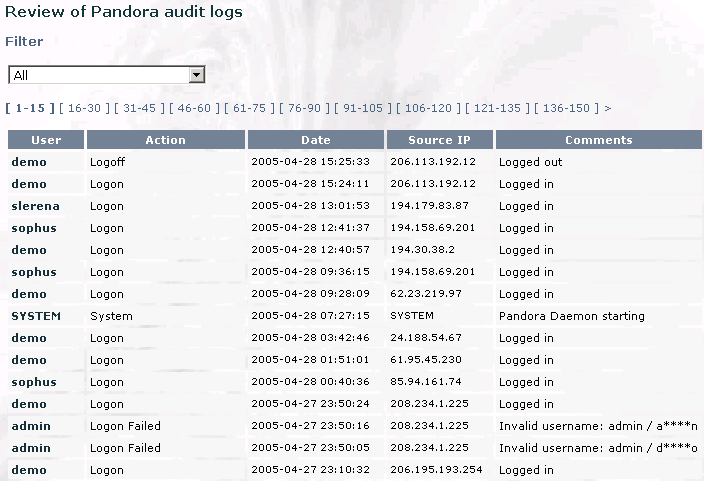 Review of Pandora audit logs
Filter
All
[ 1-15 ] [ 16-30 ] [ 31-45 ] [ 46-60 ] [ 61-75 ] [ 76-90 ] [ 91-105 ] [ 106-120 ] [ 121-135 ] [ 136-150 ] >
User Action Date Source IP Comments
demo Logoff 2005-04-28 15:25:33 206.113.192.12 Logged out
demo Logon 2005-04-28 15:24:11 206.113.192.12 Logged in
slerena Logon 2005-04-28 13:01:53 194.179.83.87 Logged in
sophus Logon 2005-04-28 12:41:37 194.158.69.201 Logged in
demo Logon 2005-04-28 12:40:57 194.30.38.2 Logged in
sophus Logon 2005-04-28 09:36:15 194.158.69.201 Logged in
demo Logon 2005-04-28 09:28:09 62.23.219.97 Logged in
SYSTEM System 2005-04-28 07:27:15 SYSTEM Pandora Daemon starting
demo Logon 2005-04-28 03:42:46 24.188.54.67 Logged in
demo Logon 2005-04-28 01:51:01 61.95.45.230 Logged in
sophus Logon 2005-04-28 00:40:36 85.94.161.74 Logged in
demo Logon 2005-04-27 23:50:24 208.234.1.225 Logged in
admin Logon Failed 2005-04-27 23:50:16 208.234.1.225 Invalid username: admin / a****n
admin Logon Failed 2005-04-27 23:50:05 208.234.1.225 Invalid username: admin / d****o
demo Logon 2005-04-27 23:10:32 206.195.193.254 Logged in